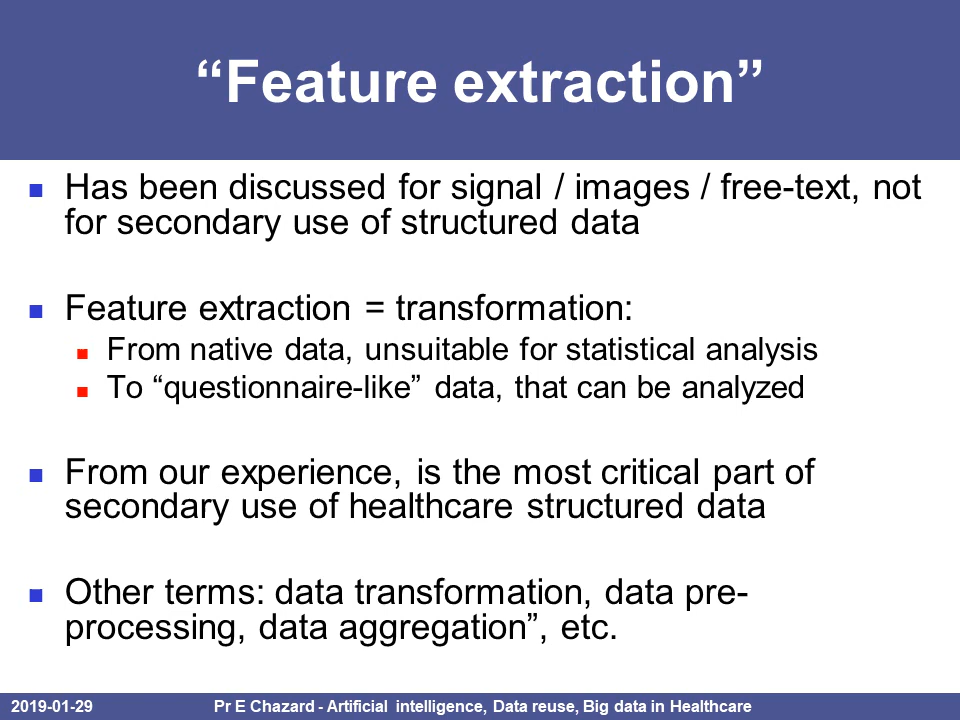 “Feature extraction”
Has been discussed for signal / images / free-text, not
for secondary use of structured data
Feature extraction = transformation:
From native data, unsuitable for statistical analysis
To “questionnaire-like” data, that can be analyzed
From our experience, is the most critical part of
secondary use of healthcare structured data
Other terms: data transformation, data pre-
processing, data aggregation”, etc.
2019-01-29
Pr E Chazard - Artificial intelligence, Data reuse, Big data in Healthcare